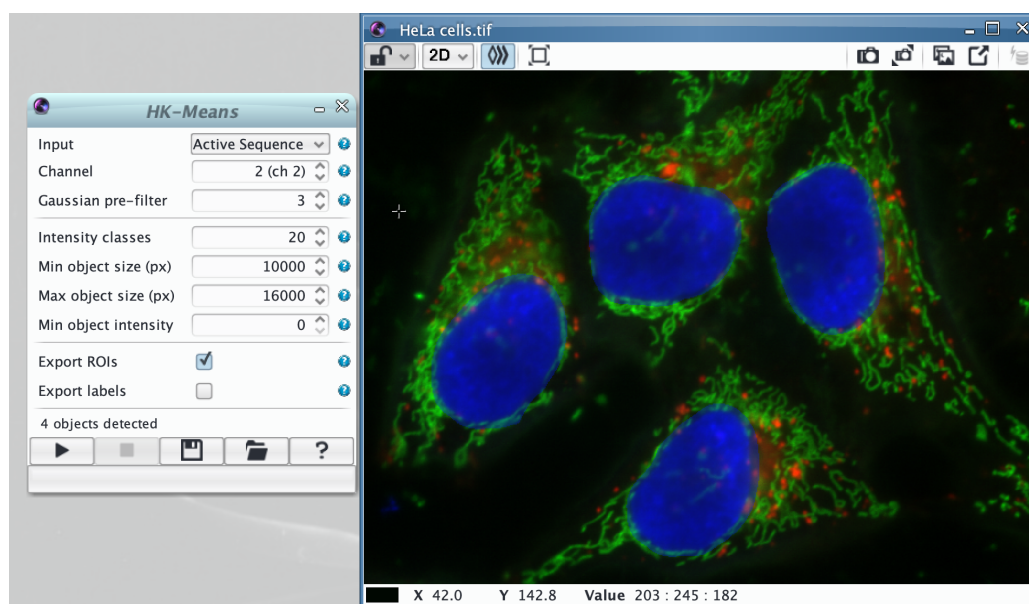 HeLa cells.tif
2D
HK-Means
Input Active Sequence
Channel 2 (ch 2)
Gaussian pre-filter 3
Intensity classes 20
Min object size (px) 10000
Max object size (px) 16000
Min object intensity 0
Export ROIs
Export labels
4 objects detected
?
X 42.0 Y 142.8 Value 203 : 245 : 182